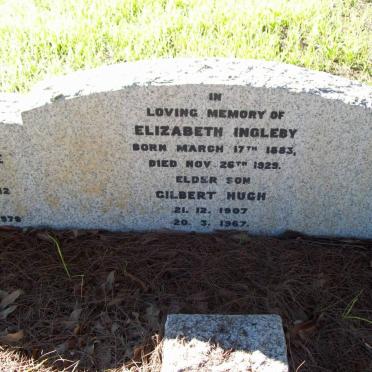 IN
LOVING MEMORY OF
ELIZABETH INGLEBY
BORN MARCH 17TH 1883,
DIED NOV. 26TH 1929.
ELDER SON
GILBERT HUGH
21. 12. 1907
20. 3. 1967.